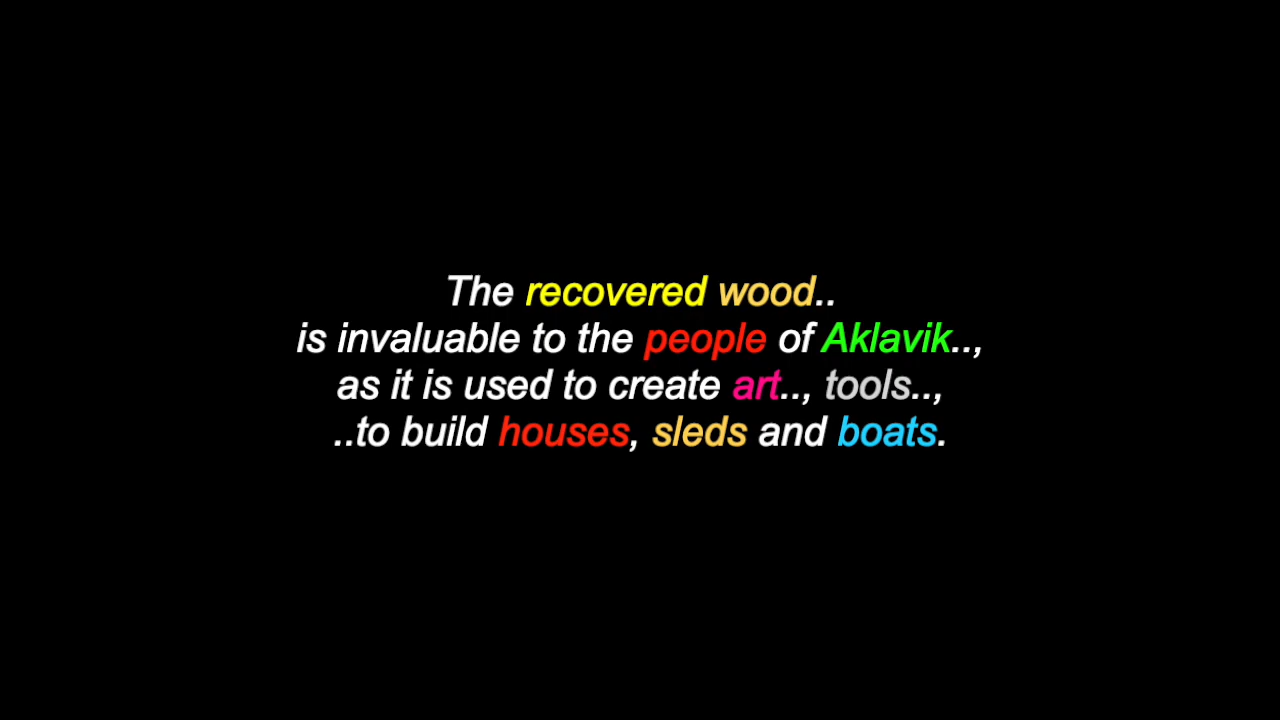 The recovered wood..
is invaluable to the people of Aklavik..,
as it is used to create art.., tools..,
..to build houses, sleds and boats.